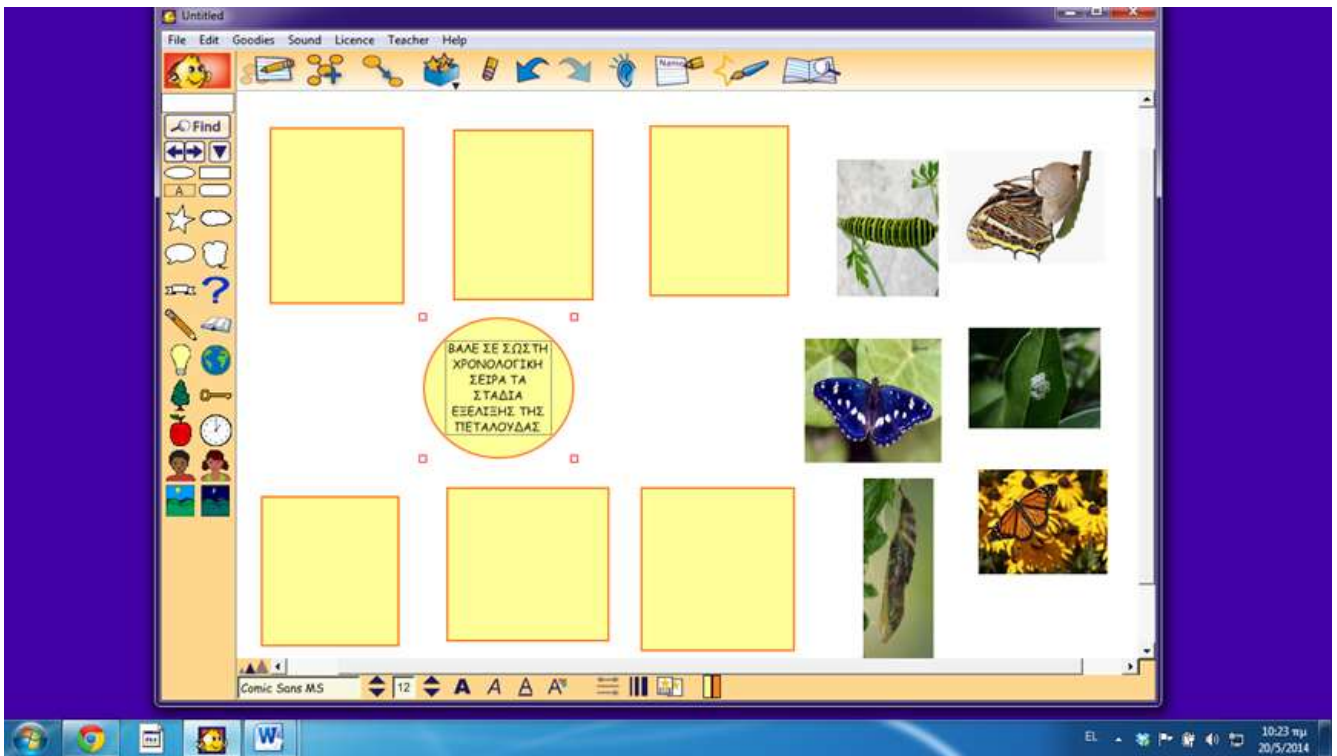 Untitled
File Edit Goodies Sound Licence Teacher Help
Name
Find
A
ΒΑΛΕ ΣΕ ΣΩΣΤΗ
ΧΡΟΝΟΛΟΓΙΚΗ
ΣΕΙΡΑ ΤΑ
ΣΤΑΔΙΑ
ΕΞΕΛΙΞΗΣ ΤΗΣ
ΠΕΤΑΛΟΥΔΑΣ
Comic Sans MS 12 A A A A
EL 10:23 πμ
20/5/2014